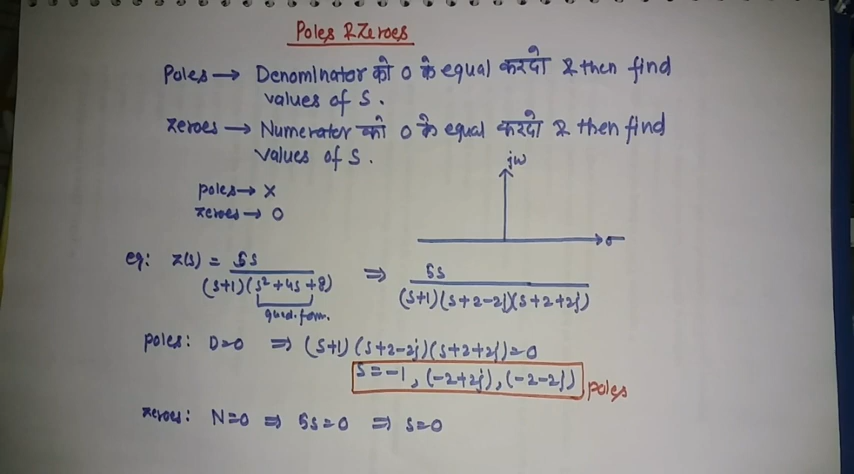 Poles & Zeroes
Poles → Denominator को 0 के equal करदो & then find
values of S.
Zeroes → Numerator को 0 के equal करदो & then find
values of S.
poles → X
zeroes → O
jω
σ
eg: Z(s) = 5s / (s+1)(s²+4s+8) ⇒ 5s / (s+1)(s+2-2j)(s+2+2j)
quad. form.
poles: D=0 ⇒ (s+1)(s+2-2j)(s+2+2j)=0
S=-1, (-2+2j), (-2-2j) poles
zeroes: N=0 ⇒ 5s=0 ⇒ s=0